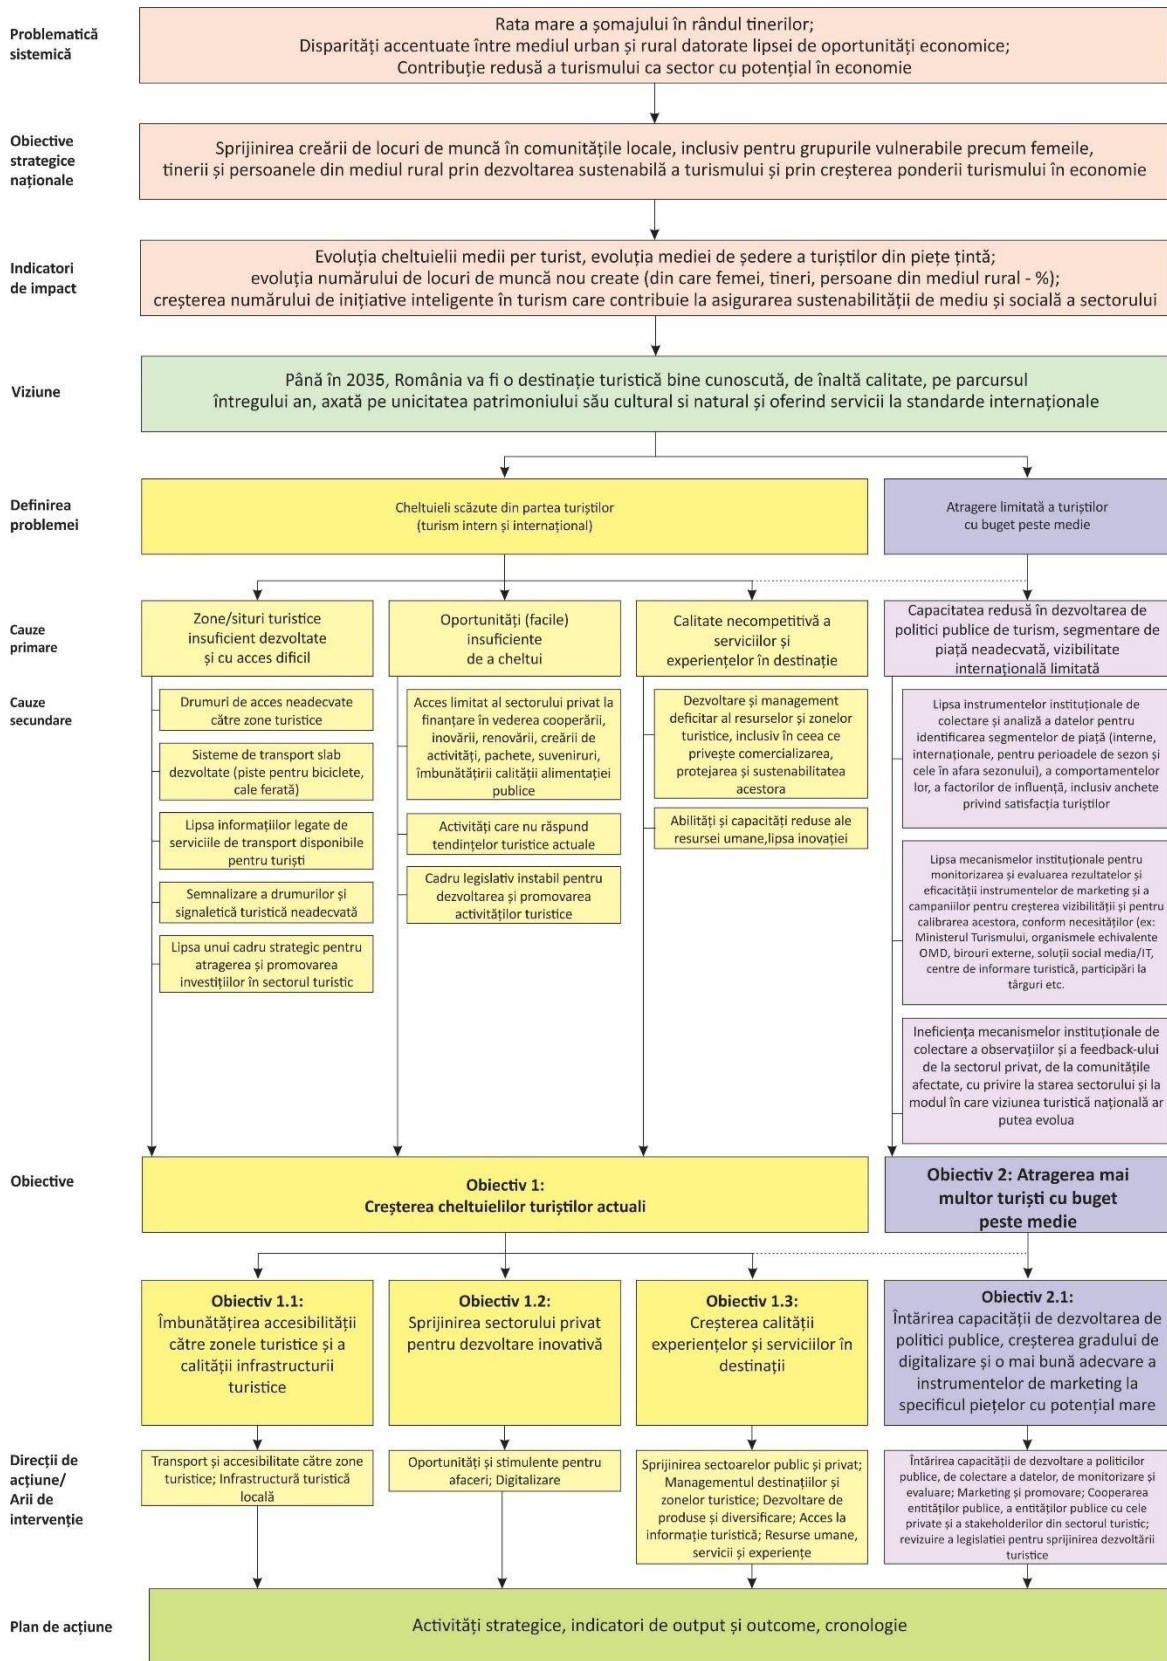 Problematică
sistemică
Rata mare a șomajului în rândul tinerilor;
Disparități accentuate între mediul urban și rural datorate lipsei de oportunități economice;
Contribuție redusă a turismului ca sector cu potențial în economie
Obiective
strategice
naționale
Sprijinirea creării de locuri de muncă în comunitățile locale, inclusiv pentru grupurile vulnerabile precum femeile,
tinerii și persoanele din mediul rural prin dezvoltarea sustenabilă a turismului și prin creșterea ponderii turismului în economie
Indicatori
de impact
Evoluția cheltuielii medii per turist, evoluția mediei de ședere a turiștilor din piețe țintă;
evoluția numărului de locuri de muncă nou create (din care femei, tineri, persoane din mediul rural - %);
creșterea numărului de inițiative inteligente în turism care contribuie la asigurarea sustenabilității de mediu și socială a sectorului
Viziune
Până în 2035, România va fi o destinație turistică bine cunoscută, de înaltă calitate, pe parcursul
întregului an, axată pe unicitatea patrimoniului său cultural si natural și oferind servicii la standarde internaționale
Definirea
problemei
Cheltuieli scăzute din partea turiștilor
(turism intern și internațional)
Atragere limitată a turiștilor
cu buget peste medie
Cauze
primare
Zone/situri turistice
insuficient dezvoltate
și cu acces dificil
Oportunități (facile)
insuficiente
de a cheltui
Calitate necompetitivă a
serviciilor și
experiențelor în destinație
Capacitatea redusă în dezvoltarea de
politici publice de turism, segmentare de
piață neadecvată, vizibilitate
internațională limitată
Cauze
secundare
Drumuri de acces neadecvate
către zone turistice
Sisteme de transport slab
dezvoltate (piste pentru biciclete,
cale ferată)
Lipsa informațiilor legate de
serviciile de transport disponibile
pentru turiști
Semnalizare a drumurilor și
signaletică turistică neadecvată
Lipsa unui cadru strategic pentru
atragerea și promovarea
investițiilor în sectorul turistic
Acces limitat al sectorului privat la
finanțare în vederea cooperării,
inovării, renovării, creării de
activități, pachete, suveniruri,
îmbunătățirii calității alimentației
publice
Activități care nu răspund
tendințelor turistice actuale
Cadru legislativ instabil pentru
dezvoltarea și promovarea
activităților turistice
Dezvoltare și management
deficitar al resurselor și zonelor
turistice, inclusiv în ceea ce
privește comercializarea,
protejarea și sustenabilitatea
acestora
Abilități și capacități reduse ale
resursei umane,lipsa inovației
Lipsa instrumentelor instituționale de
colectare și analiză a datelor pentru
identificarea segmentelor de piață (interne,
internaționale, pentru perioadele de sezon și
cele în afara sezonului), a comportamentelor
lor, a factorilor de influență, inclusiv anchete
privind satisfacția turiștilor
Lipsa mecanismelor instituționale pentru
monitorizarea și evaluarea rezultatelor și
eficacității instrumentelor de marketing și a
campaniilor pentru creșterea vizibilității și pentru
calibrarea acestora, conform necesităților (ex:
Ministerul Turismului, organismele echivalente
OMD, birouri externe, soluții social media/IT,
centre de informare turistică, participări la
târguri etc.
Ineficiența mecanismelor instituționale de
colectare a observațiilor și a feedback-ului
de la sectorul privat, de la comunitățile
afectate, cu privire la starea sectorului și la
modul în care viziunea turistică națională ar
putea evolua
Obiective
Obiectiv 1:
Creșterea cheltuielilor turiștilor actuali
Obiectiv 2: Atragerea mai
multor turiști cu buget
peste medie
Obiectiv 1.1:
Îmbunătățirea accesibilității
către zonele turistice și a
calității infrastructurii
turistice
Obiectiv 1.2:
Sprijinirea sectorului privat
pentru dezvoltare inovativă
Obiectiv 1.3:
Creșterea calității
experiențelor și serviciilor în
destinații
Obiectiv 2.1:
Întărirea capacității de dezvoltarea de
politici publice, creșterea gradului de
digitalizare și o mai bună adecvare a
instrumentelor de marketing la
specificul piețelor cu potențial mare
Direcții de
acțiune/
Arii de
intervenție
Transport și accesibilitate către zone
turistice; Infrastructură turistică
locală
Oportunități și stimulente pentru
afaceri; Digitalizare
Sprijinirea sectoarelor public și privat;
Managementul destinațiilor și
zonelor turistice; Dezvoltare de
produse și diversificare; Acces la
informație turistică; Resurse umane,
servicii și experiențe
Întărirea capacității de dezvoltare a politicilor
publice, de colectare a datelor, de monitorizare și
evaluare; Marketing și promovare; Cooperarea
entităților publice, a entităților publice cu cele
private și a stakeholderilor din sectorul turistic;
revizuire a legislatiei pentru sprijinirea dezvoltării
turistice
Plan de acțiune
Activități strategice, indicatori de output și outcome, cronologie